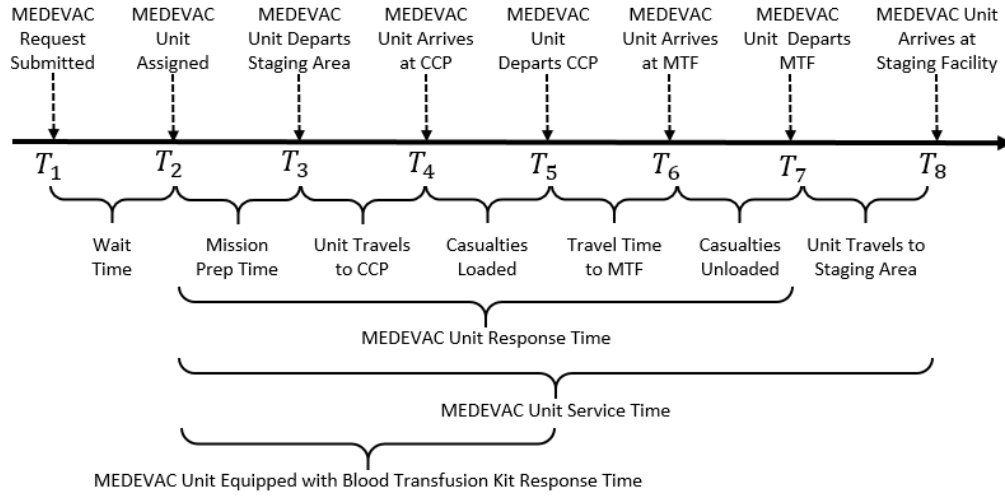 MEDEVAC
Request
Submitted
MEDEVAC
Unit
Assigned
MEDEVAC
Unit Departs
Staging Area
MEDEVAC
Unit Arrives
at CCP
MEDEVAC
Unit
Departs CCP
MEDEVAC
Unit Arrives
at MTF
MEDEVAC
Unit Departs
MTF
MEDEVAC Unit
Arrives at
Staging Facility
T1
T2
T3
T4
T5
T6
T7
T8
Wait
Time
Mission
Prep Time
Unit Travels
to CCP
Casualties
Loaded
Travel Time
to MTF
Casualties
Unloaded
Unit Travels to
Staging Area
MEDEVAC Unit Response Time
MEDEVAC Unit Service Time
MEDEVAC Unit Equipped with Blood Transfusion Kit Response Time